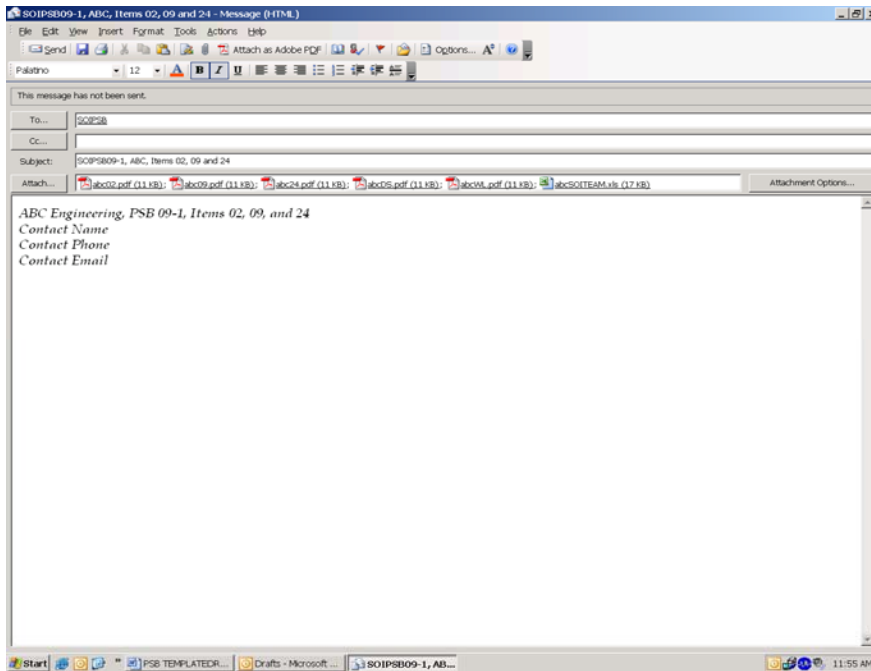 SOIPSB09-1, ABC, Items 02, 09 and 24 - Message (HTML)
File Edit View Insert Format Tools Actions Help
Send Attach as Adobe PDF Options...
Palatino 12 A B I U
This message has not been sent.
To... SOIPSB
Cc...
Subject: SOIPSB09-1, ABC, Items 02, 09 and 24
Attach... abc02.pdf (11 KB); abc09.pdf (11 KB); abc24.pdf (11 KB); abcDS.pdf (11 KB); abcWL.pdf (11 KB); abcSOITEAM.xls (17 KB) Attachment Options...
ABC Engineering, PSB 09-1, Items 02, 09, and 24
Contact Name
Contact Phone
Contact Email
Start PSB TEMPLATEDR... Drafts - Microsoft ... SOIPSB09-1, AB... 11:55 AM